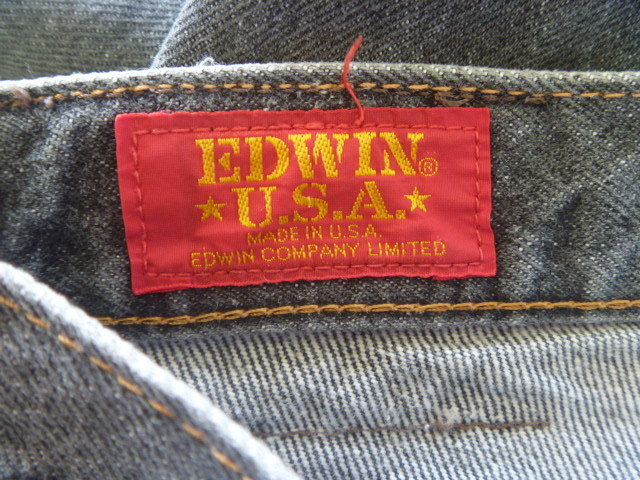 EDWIN®
★U.S.A.★
MADE IN U.S.A.
EDWIN COMPANY LIMITED